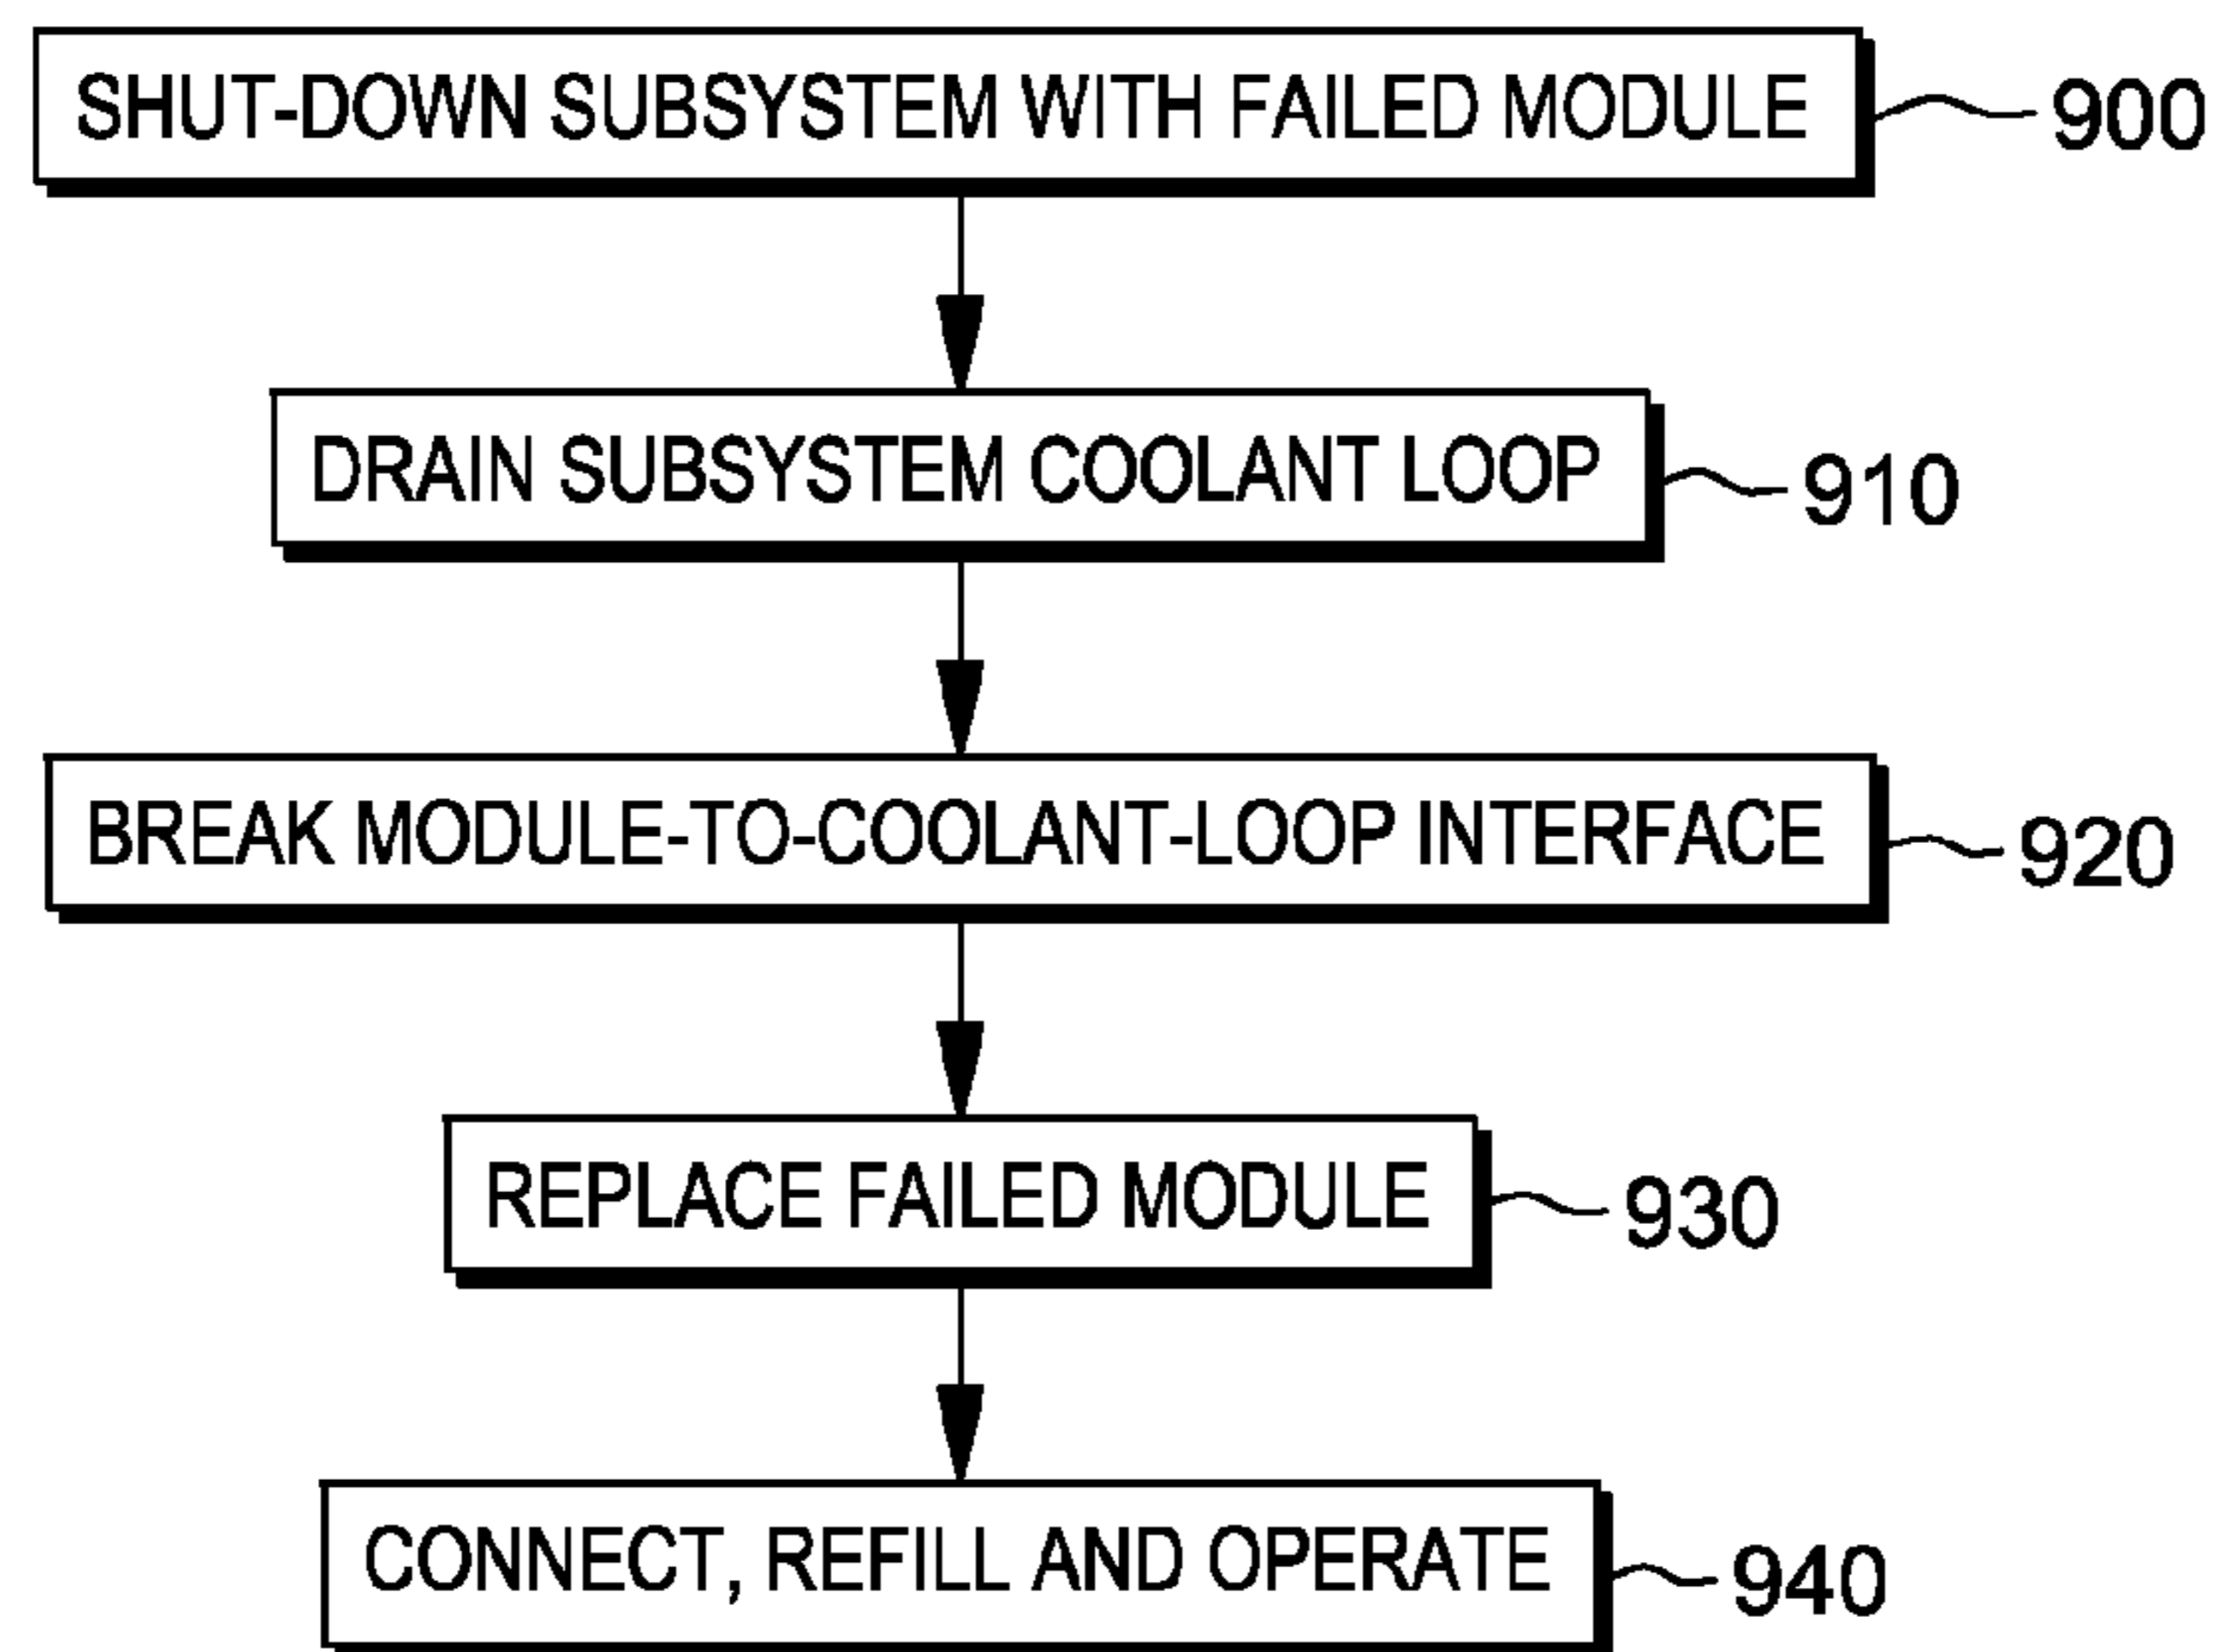 SHUT-DOWN SUBSYSTEM WITH FAILED MODULE 900
DRAIN SUBSYSTEM COOLANT LOOP 910
BREAK MODULE-TO-COOLANT-LOOP INTERFACE 920
REPLACE FAILED MODULE 930
CONNECT, REFILL AND OPERATE 940